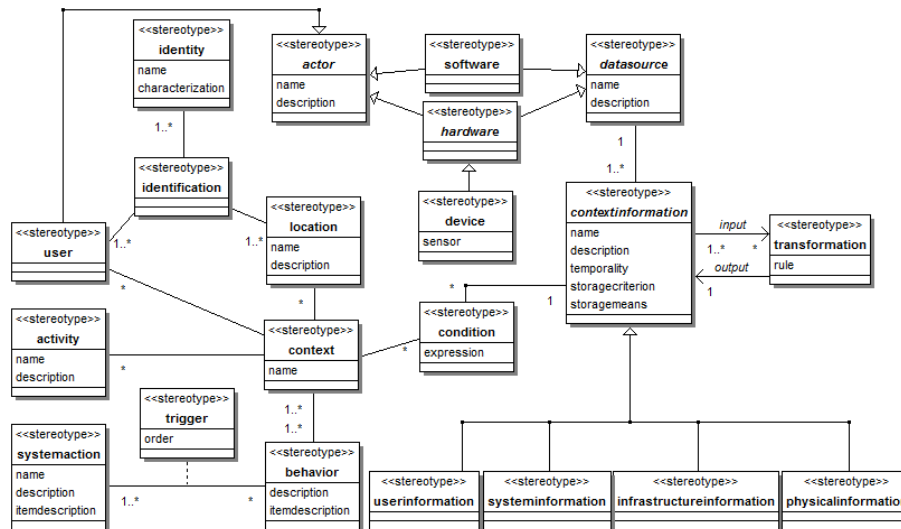 <<stereotype>>
identity
name
characterization
1..*
<<stereotype>>
identification
<<stereotype>>
actor
name
description
<<stereotype>>
software
<<stereotype>>
datasource
name
description
<<stereotype>>
hardware
<<stereotype>>
device
sensor
1
1..*
<<stereotype>>
user
1..*
*
<<stereotype>>
location
name
description
1..*
*
<<stereotype>>
contextinformation
name
description
temporality
storagecriterion
storagemeans
input
1..*
*
output
1
<<stereotype>>
transformation
rule
<<stereotype>>
activity
name
description
*
<<stereotype>>
context
name
*
<<stereotype>>
condition
expression
*
1
<<stereotype>>
trigger
order
1..*
1..*
<<stereotype>>
systemaction
name
description
itemdescription
1..*
*
<<stereotype>>
behavior
description
itemdescription
<<stereotype>>
userinformation
<<stereotype>>
systeminformation
<<stereotype>>
infrastructureinformation
<<stereotype>>
physicalinformation